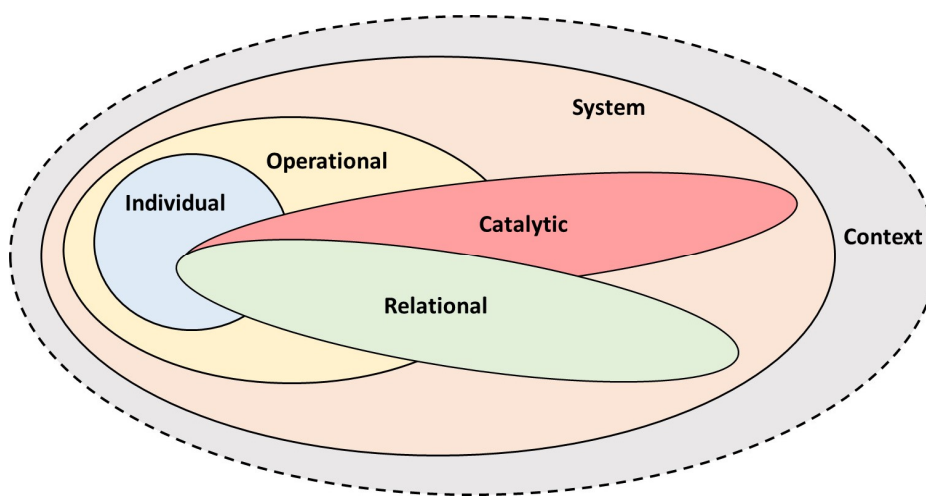 System
Operational
Individual
Catalytic
Context
Relational